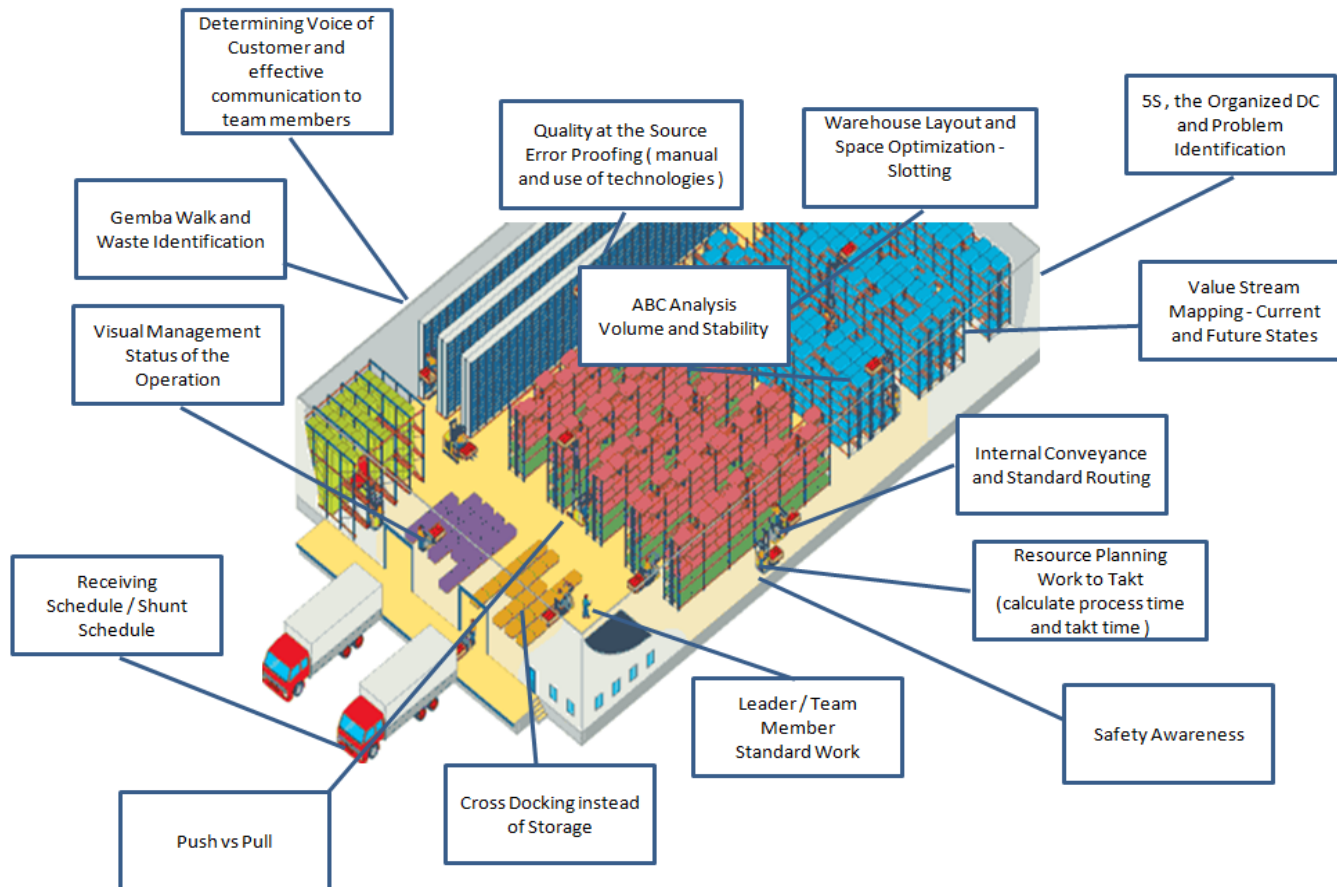 Determining Voice of
Customer and
effective
communication to
team members
Quality at the Source
Error Proofing ( manual
and use of technologies )
Warehouse Layout and
Space Optimization -
Slotting
5S , the Organized DC
and Problem
Identification
Gemba Walk and
Waste Identification
ABC Analysis
Volume and Stability
Value Stream
Mapping - Current
and Future States
Visual Management
Status of the
Operation
Internal Conveyance
and Standard Routing
Receiving
Schedule / Shunt
Schedule
Resource Planning
Work to Takt
(calculate process time
and takt time )
Leader / Team
Member
Standard Work
Safety Awareness
Cross Docking instead
of Storage
Push vs Pull